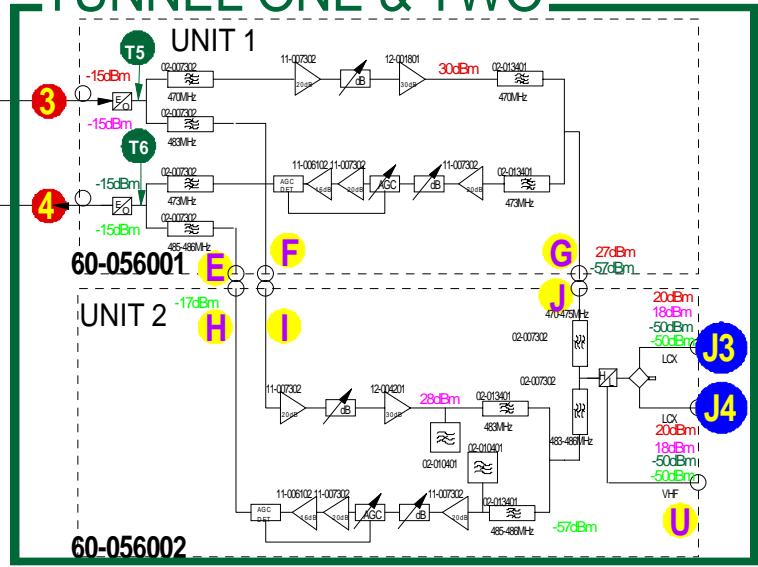 TUNNEL ONE & TWO
UNIT 1
T5
11-007302
12-001801
02-007302
30dBm
02-013401
-15dBm
3
E
O
20dB
dB
30dB
470MHz
470MHz
-15dBm
02-007302
483MHz
T6
02-007302
11-006102
11-007302
11-007302
02-013401
-15dBm
AGC
DET
16dB
20dB
AGC
dB
20dB
4
E
O
473MHz
473MHz
02-007302
-15dBm
485-486MHz
60-056001
E
F
G
27dBm
-57dBm
-17dBm
H
I
J
UNIT 2
470-475MHz
20dBm
18dBm
-50dBm
-50dBm
02-007302
J3
LCX
02-007302
H
L
11-007302
12-004201
28dBm
02-013401
20dB
dB
30dB
483MHz
J4
LCX
20dBm
18dBm
-50dBm
-50dBm
VHF
483-486MHz
02-010401
02-010401
11-006102
11-007302
11-007302
02-013401
AGC
DET
16dB
20dB
AGC
dB
20dB
-57dBm
485-486MHz
U
60-056002